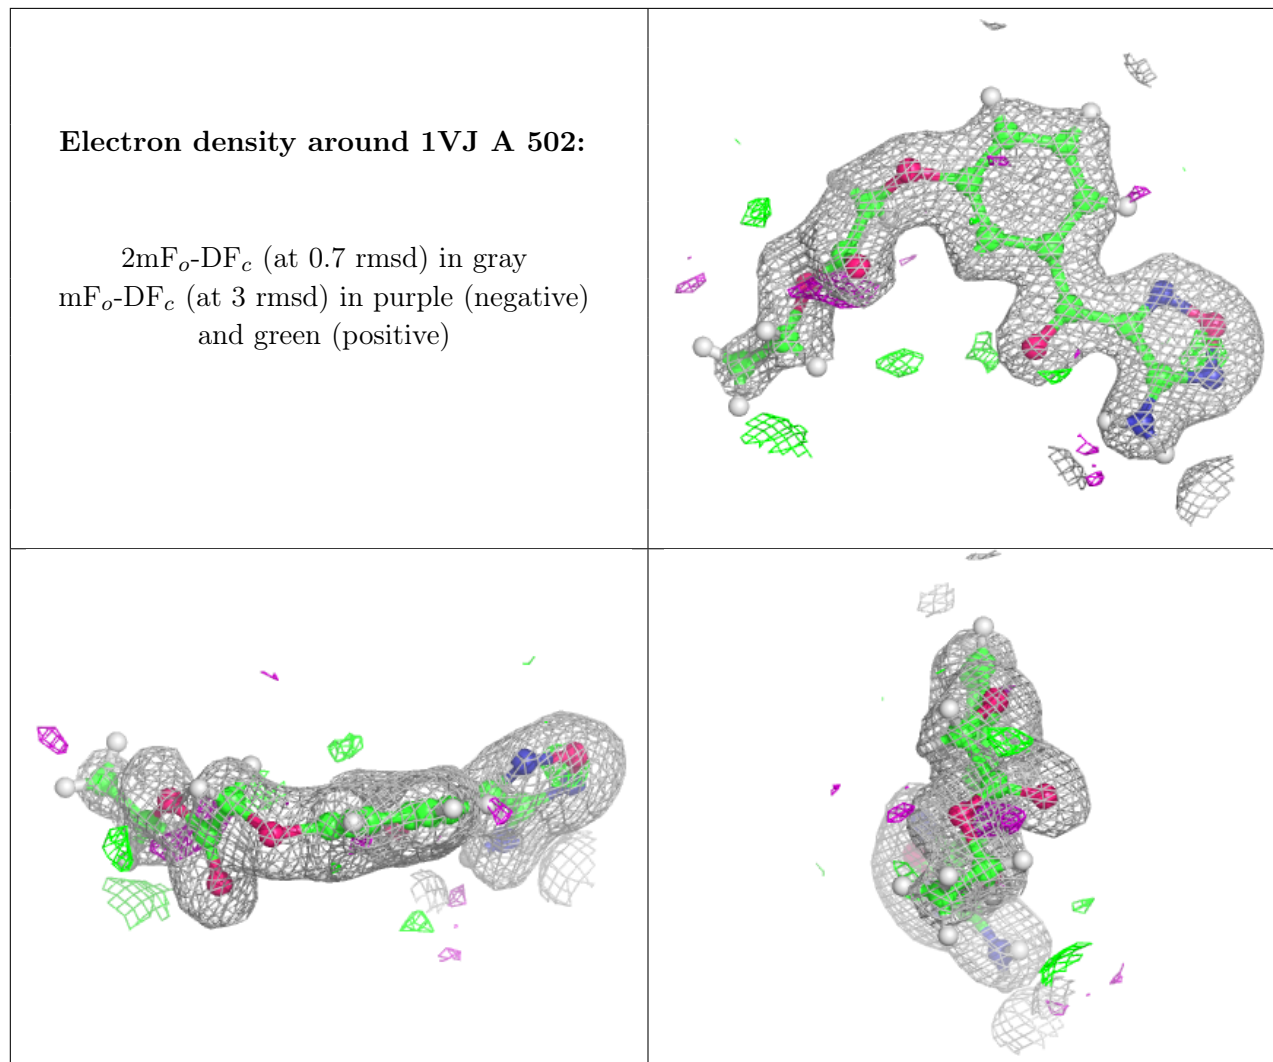 Electron density around 1VJ A 502:
2mFo-DFc (at 0.7 rmsd) in gray
mFo-DFc (at 3 rmsd) in purple (negative)
and green (positive)